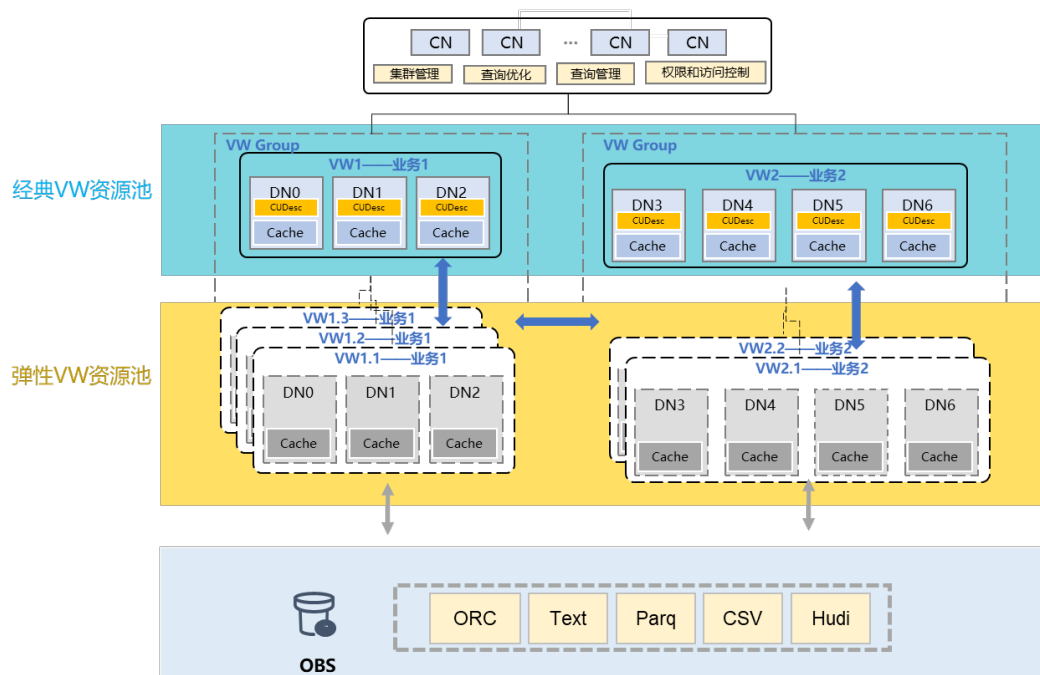 CN CN ... CN CN
集群管理 查询优化 查询管理 权限和访问控制
VW Group VW Group
经典VW资源池
VW1——业务1
DN0 DN1 DN2
CUDesc CUDesc CUDesc
Cache Cache Cache
VW2——业务2
DN3 DN4 DN5 DN6
CUDesc CUDesc CUDesc CUDesc
Cache Cache Cache Cache
弹性VW资源池
VW1.3——业务1
VW1.2——业务1
VW1.1——业务1
DN0 DN1 DN2
Cache Cache Cache
VW2.2——业务2
VW2.1——业务2
DN3 DN4 DN5 DN6
Cache Cache Cache Cache
OBS
ORC Text Parq CSV Hudi